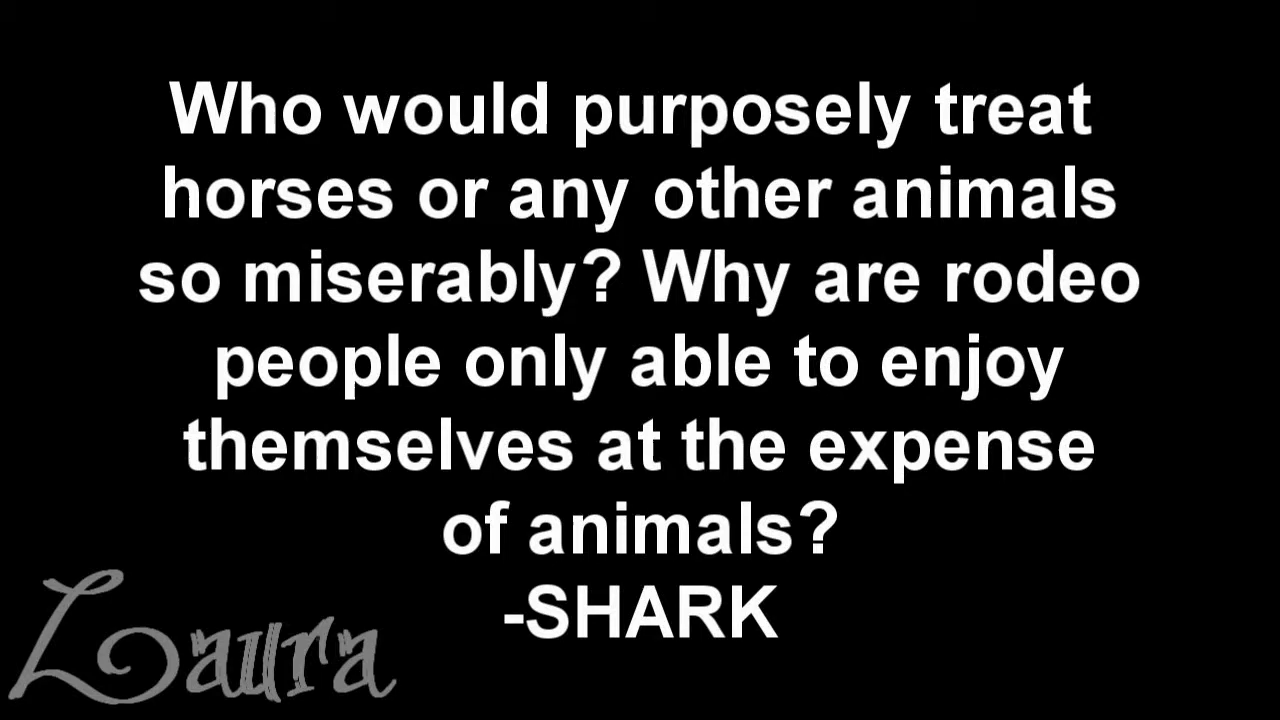 Who would purposely treat
horses or any other animals
so miserably? Why are rodeo
people only able to enjoy
themselves at the expense
of animals?
-SHARK
Laura